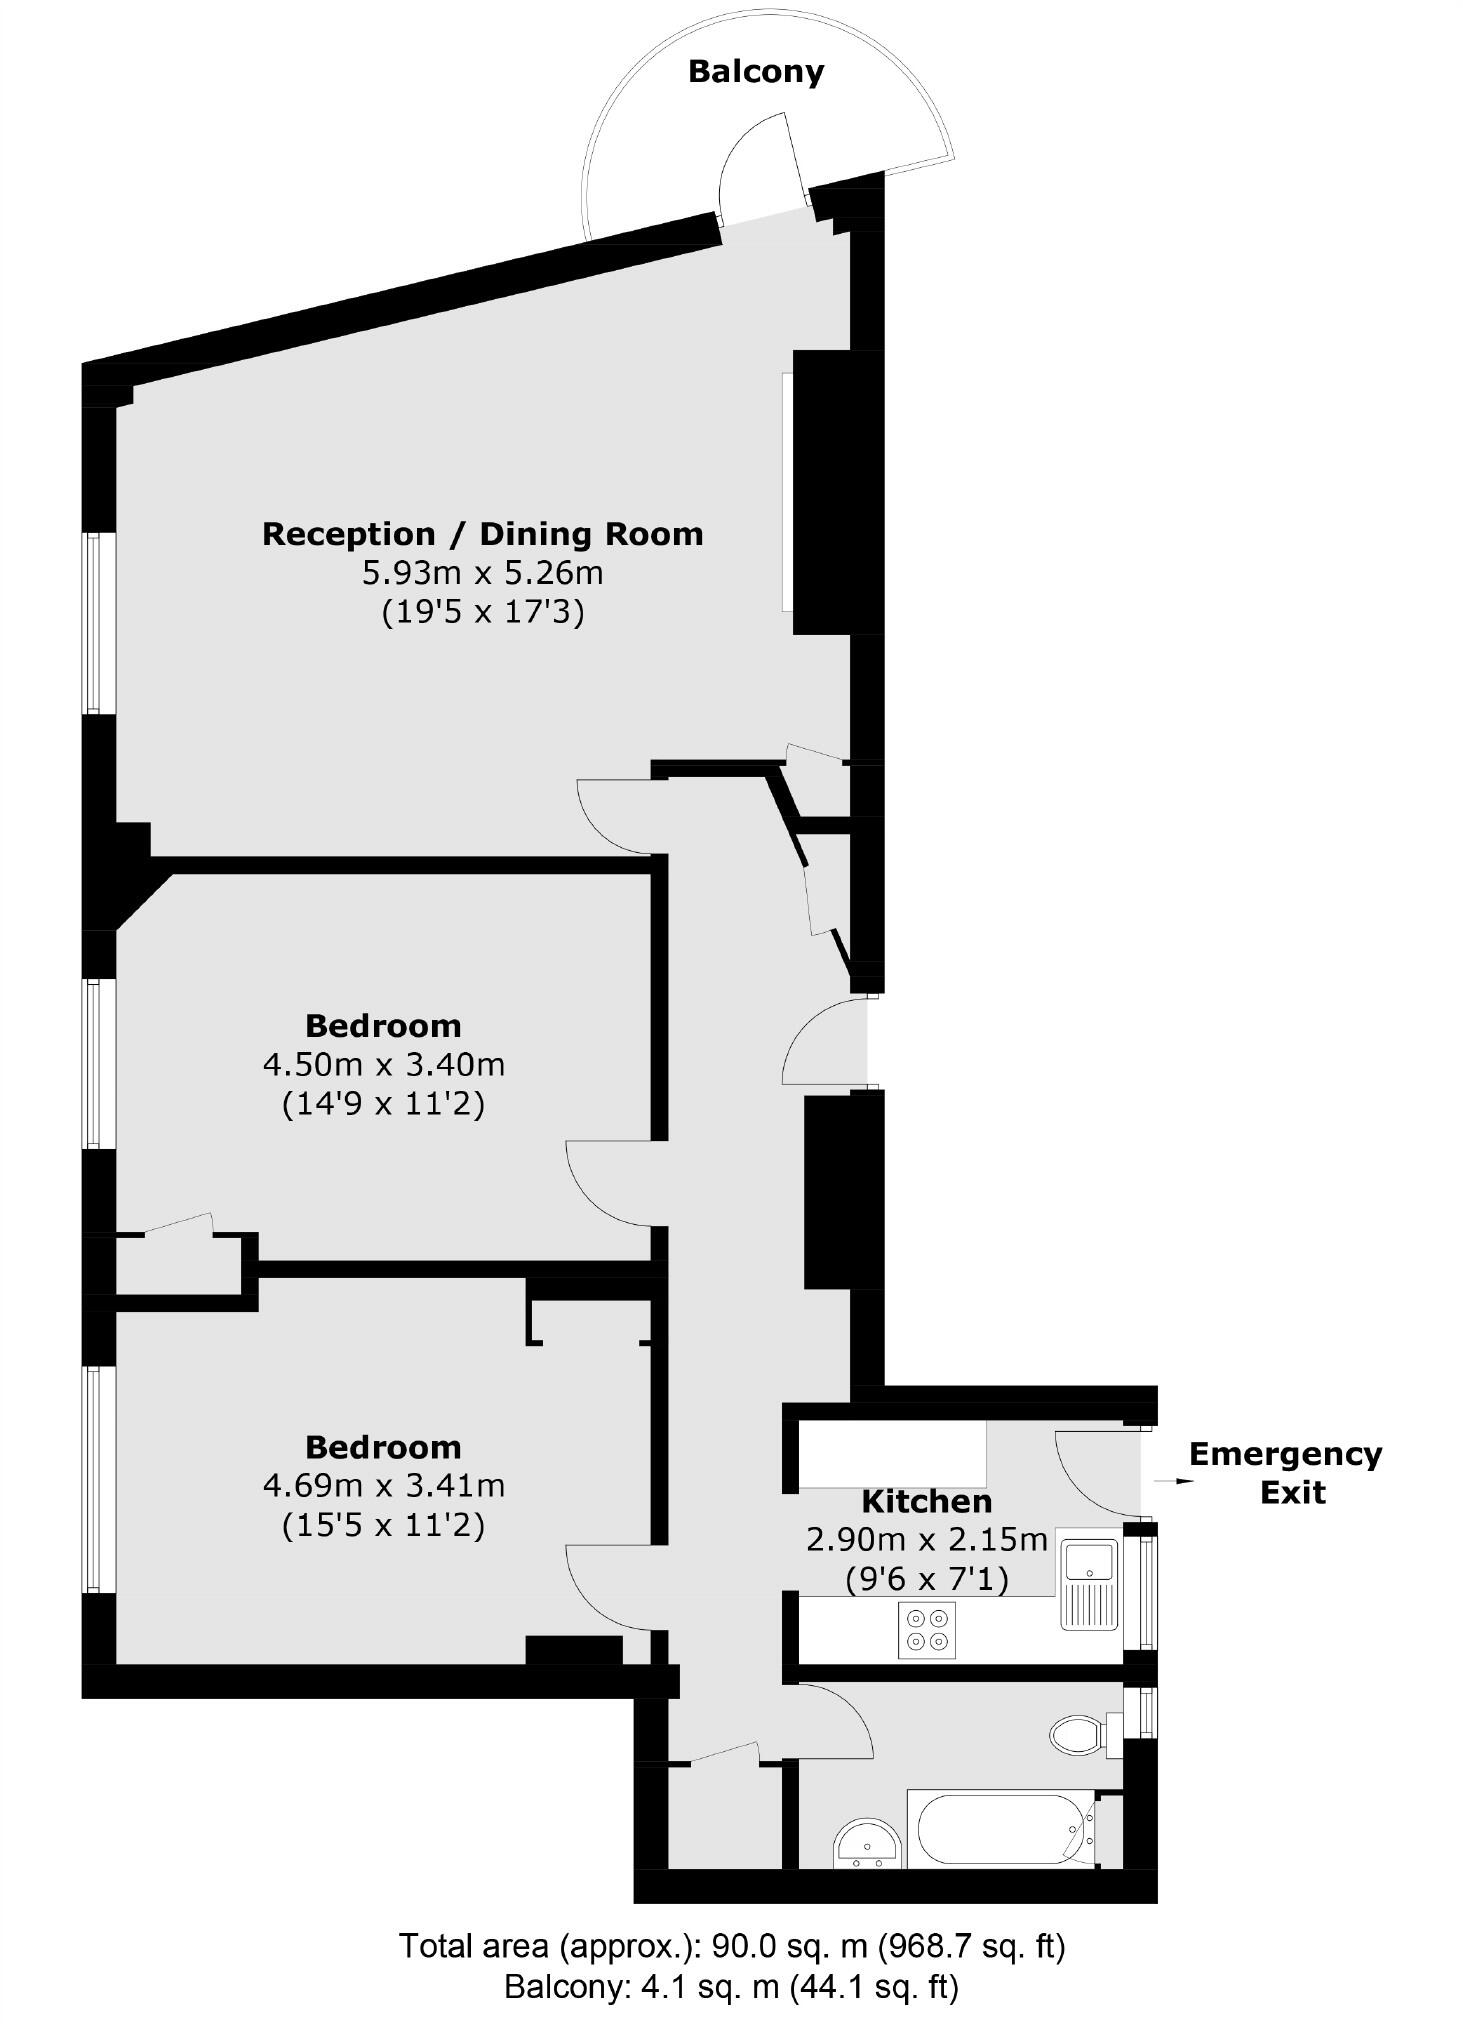 Balcony
Reception / Dining Room
5.93m x 5.26m
(19'5 x 17'3)
Bedroom
4.50m x 3.40m
(14'9 x 11'2)
Bedroom
4.69m x 3.41m
(15'5 x 11'2)
Kitchen
2.90m x 2.15m
(9'6 x 7'1)
Emergency
Exit
Total area (approx.): 90.0 sq. m (968.7 sq. ft)
Balcony: 4.1 sq. m (44.1 sq. ft)